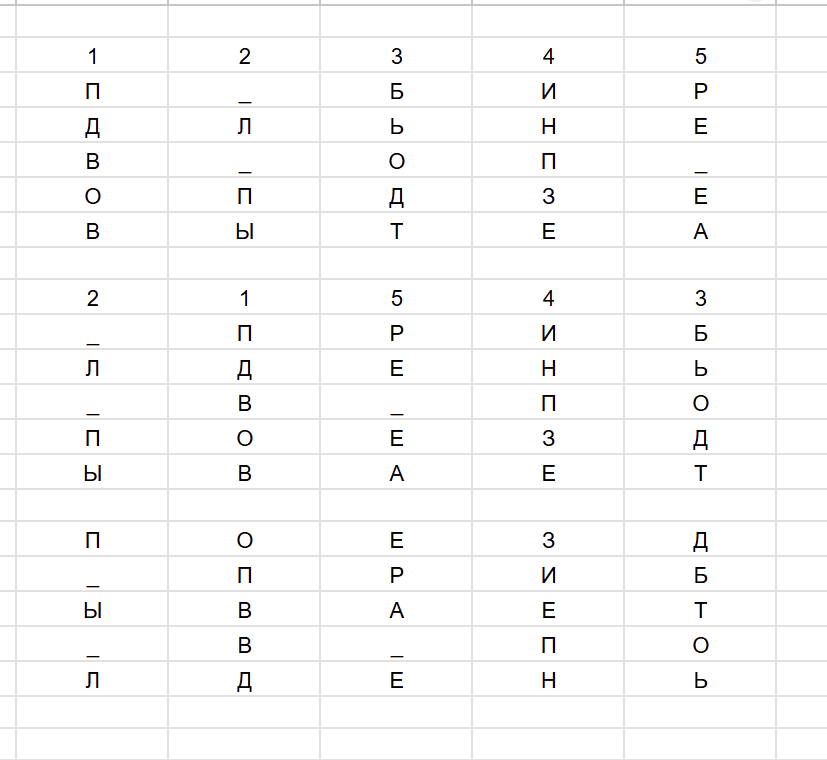 1 2 3 4 5
П _ Б И Р
Д Л Ь Н Е
В _ О П _
О П Д З Е
В Ы Т Е А
2 1 5 4 3
_ П Р И Б
Л Д Е Н Ь
_ В _ П О
П О Е З Д
Ы В А Е Т
П О Е З Д
_ П Р И Б
Ы В А Е Т
_ В _ П О
Л Д Е Н Ь